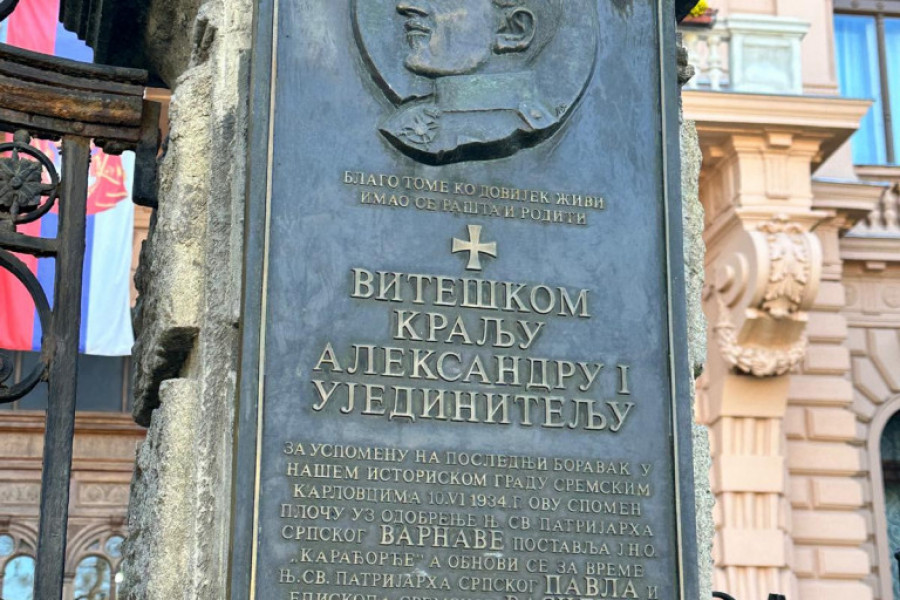 БЛАГО ТОМЕ КО ДОВИЈЕК ЖИВИ
ИМАО СЕ РАШТА И РОДИТИ
ВИТЕШКОМ
КРАЉУ
АЛЕКСАНДРУ I
УЈЕДИНИТЕЉУ
ЗА УСПОМЕНУ НА ПОСЛЕДЊИ БОРАВАК У
НАШЕМ ИСТОРИСКОМ ГРАДУ СРЕМСКИМ
КАРЛОВЦИМА 10.VI 1934.Г. ОВУ СПОМЕН
ПЛОЧУ УЗ ОДОБРЕЊЕ Њ. СВ ПАТРИЈАРХА
СРПСКОГ ВАРНАВЕ ПОСТАВЉА Ј Н.О.
„КАРАЂОРЂЕ" А ОБНОВИ СЕ ЗА ВРЕМЕ
Њ.СВ. ПАТРИЈАРХА СРПСКОГ ПАВЛА И